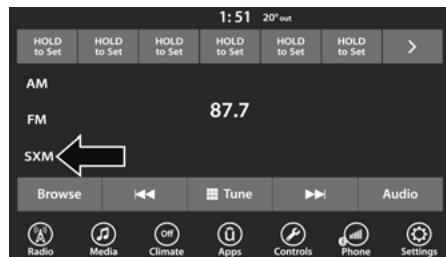 1:51 20° out
HOLD to Set HOLD to Set HOLD to Set HOLD to Set HOLD to Set HOLD to Set
AM
87.7
FM
SXM
Browse Tune Audio
Off
Radio Media Climate Apps Controls Phone Settings